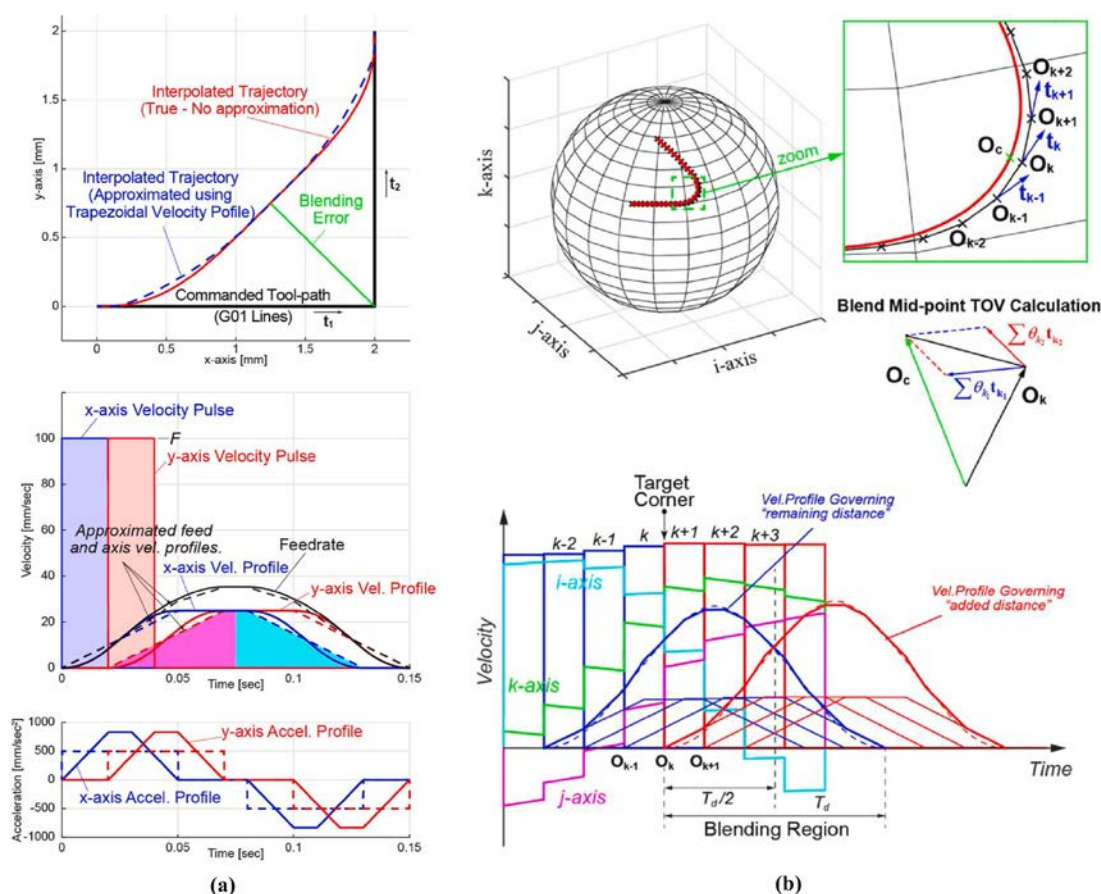 2
1.5
1
0.5
0
y-axis [mm]
Interpolated Trajectory
(True - No approximation)
Interpolated Trajectory
(Approximated using
Trapezoidal Velocity Pofile)
Blending
Error
t₂
Commanded Tool-path
(G01 Lines)
t₁
0
0.5
1
1.5
2
x-axis [mm]
x-axis Velocity Pulse
F
y-axis Velocity Pulse
100
80
60
40
20
0
Velocity [mm/sec]
Approximated feed
and axis vel. profiles.
Feedrate
x-axis Vel. Profile
y-axis Vel. Profile
0
0.05
0.1
0.15
Time [sec]
1000
500
0
-500
-1000
Acceleration [mm/sec²]
y-axis Accel. Profile
x-axis Accel. Profile
0
0.05
0.1
0.15
Time [sec]
(a)
k-axis
j-axis
i-axis
zoom
Ok+2
tk+1
Ok+1
tk
Oc
Ok
tk-1
Ok-1
Ok-2
Blend Mid-point TOV Calculation
∑θk₂tk₂
Oc
∑θk₁tk₁
Ok
Target
Corner
Vel.Profile Governing
"remaining distance"
k-2
k-1
k
k+1
k+2
k+3
i-axis
Vel.Profile Governing
"added distance"
Velocity
k-axis
j-axis
Ok-1
Ok
Ok+1
Time
Td/2
Td
Blending Region
(b)